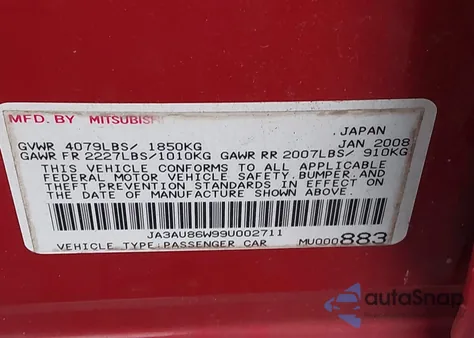 MFD. BY MITSUBISHI
JAPAN
GVWR 4079LBS/ 1850KG JAN 2008
GAWR FR 2227LBS/1010KG GAWR RR 2007LBS/ 910KG
THIS VEHICLE CONFORMS TO ALL APPLICABLE
FEDERAL MOTOR VEHICLE SAFETY,BUMPER,AND
THEFT PREVENTION STANDARDS IN EFFECT ON
THE DATE OF MANUFACTURE SHOWN ABOVE.
JA3AU86W99U002711
VEHICLE TYPE:PASSENGER CAR MU000883
autoSnap